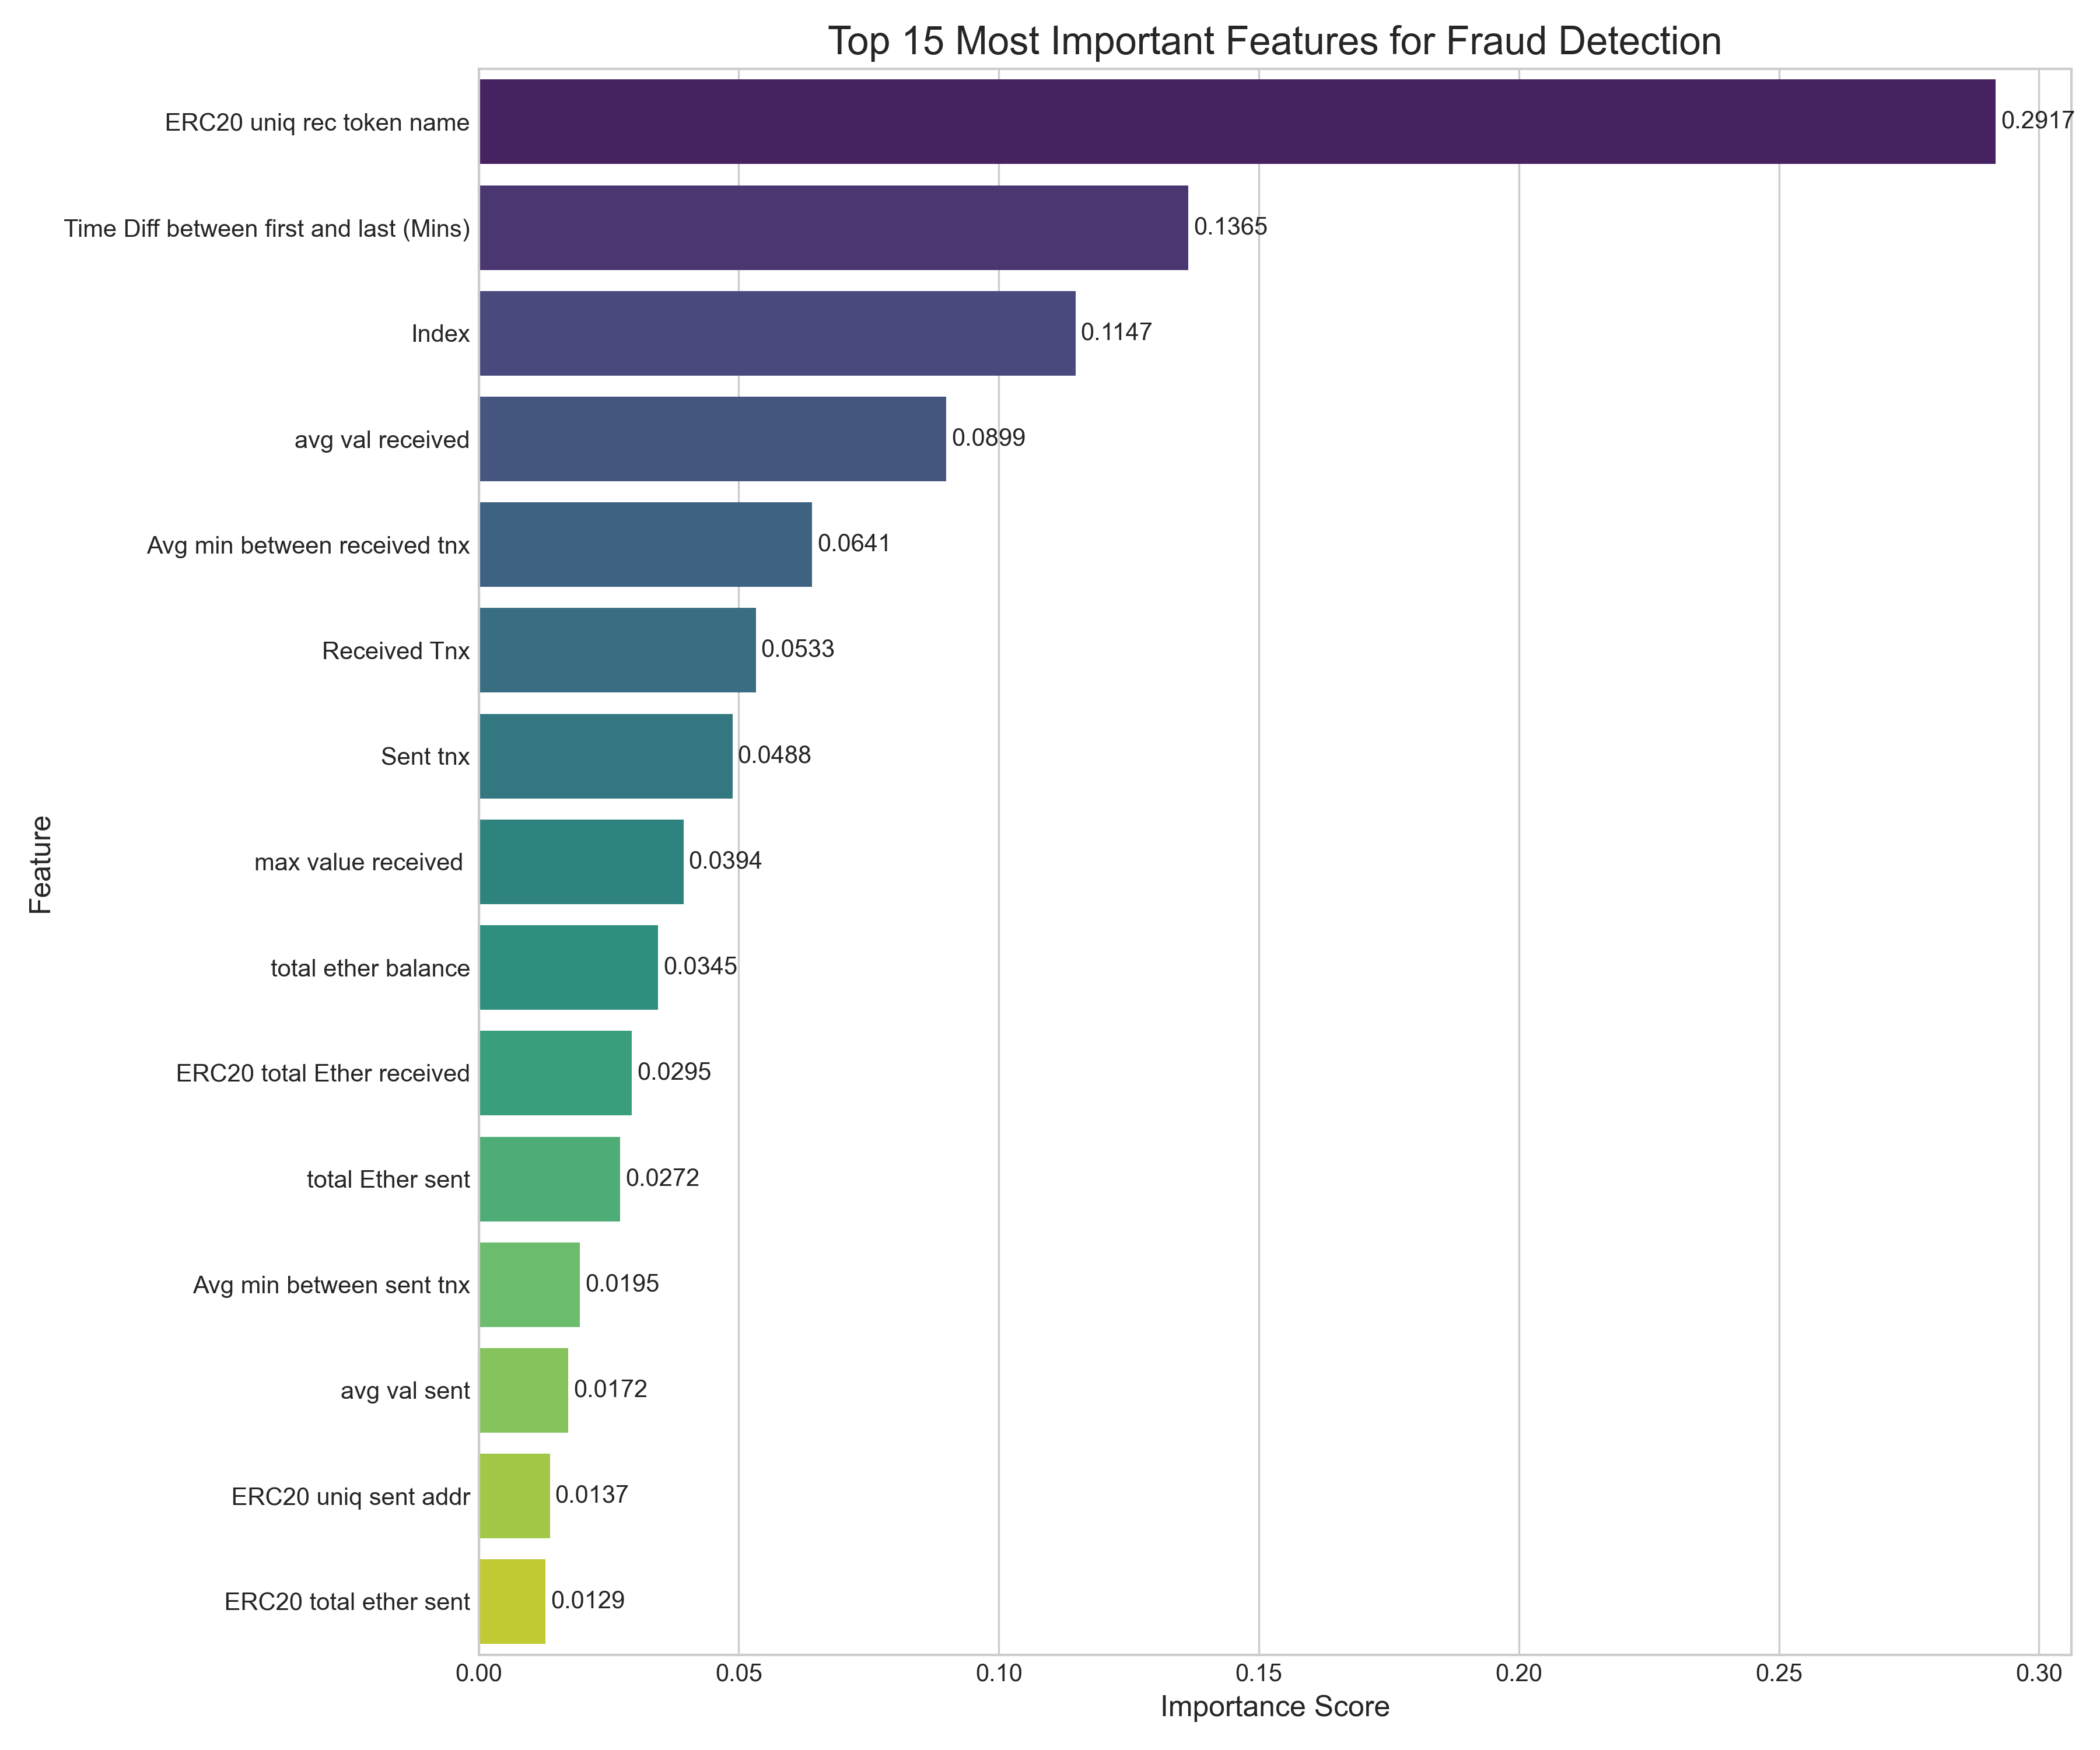 Top 15 Most Important Features for Fraud Detection
ERC20 uniq rec token name 0.2917
Time Diff between first and last (Mins) 0.1365
Index 0.1147
avg val received 0.0899
Avg min between received tnx 0.0641
Received Tnx 0.0533
Sent tnx 0.0488
max value received 0.0394
total ether balance 0.0345
ERC20 total Ether received 0.0295
total Ether sent 0.0272
Avg min between sent tnx 0.0195
avg val sent 0.0172
ERC20 uniq sent addr 0.0137
ERC20 total ether sent 0.0129
Feature
0.00 0.05 0.10 0.15 0.20 0.25 0.30
Importance Score